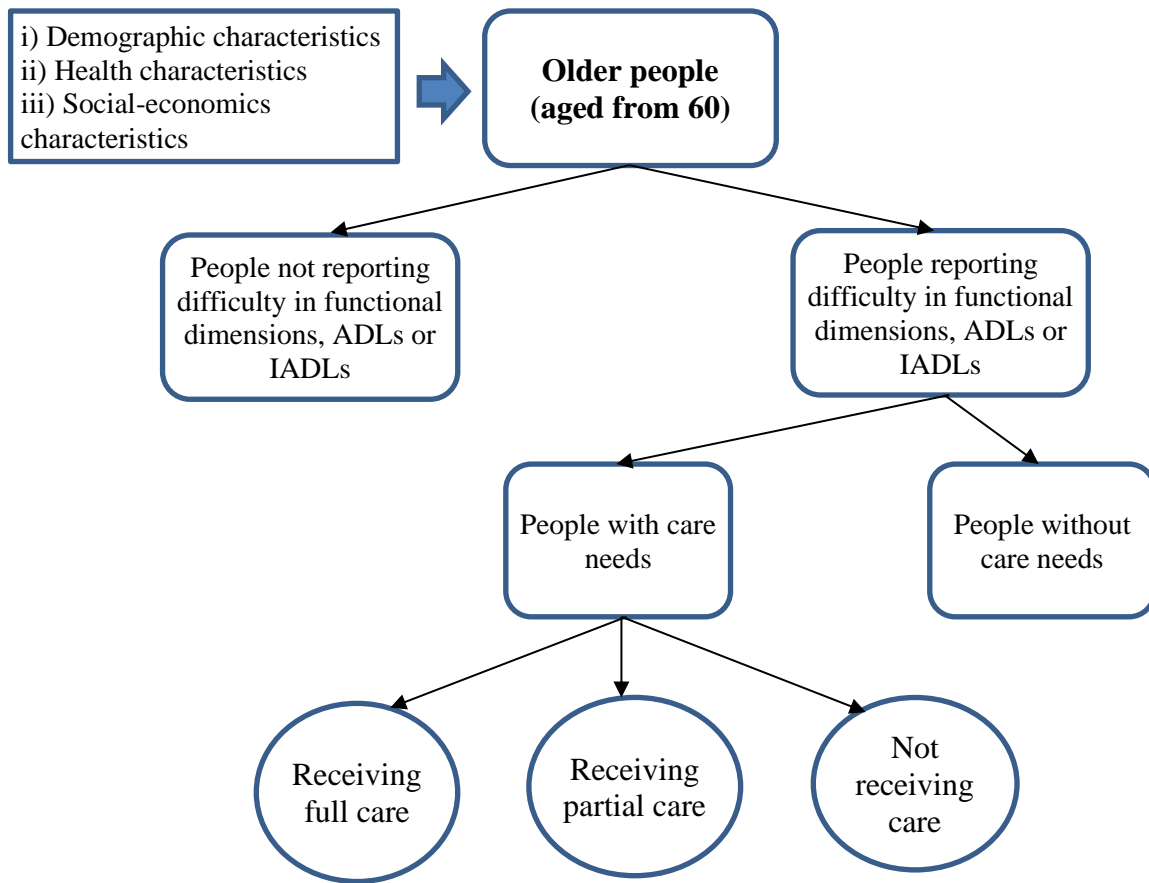 i) Demographic characteristics
ii) Health characteristics
iii) Social-economics
characteristics
Older people
(aged from 60)
People not reporting
difficulty in functional
dimensions, ADLs or
IADLs
People reporting
difficulty in functional
dimensions, ADLs or
IADLs
People with care
needs
People without
care needs
Receiving
full care
Receiving
partial care
Not
receiving
care